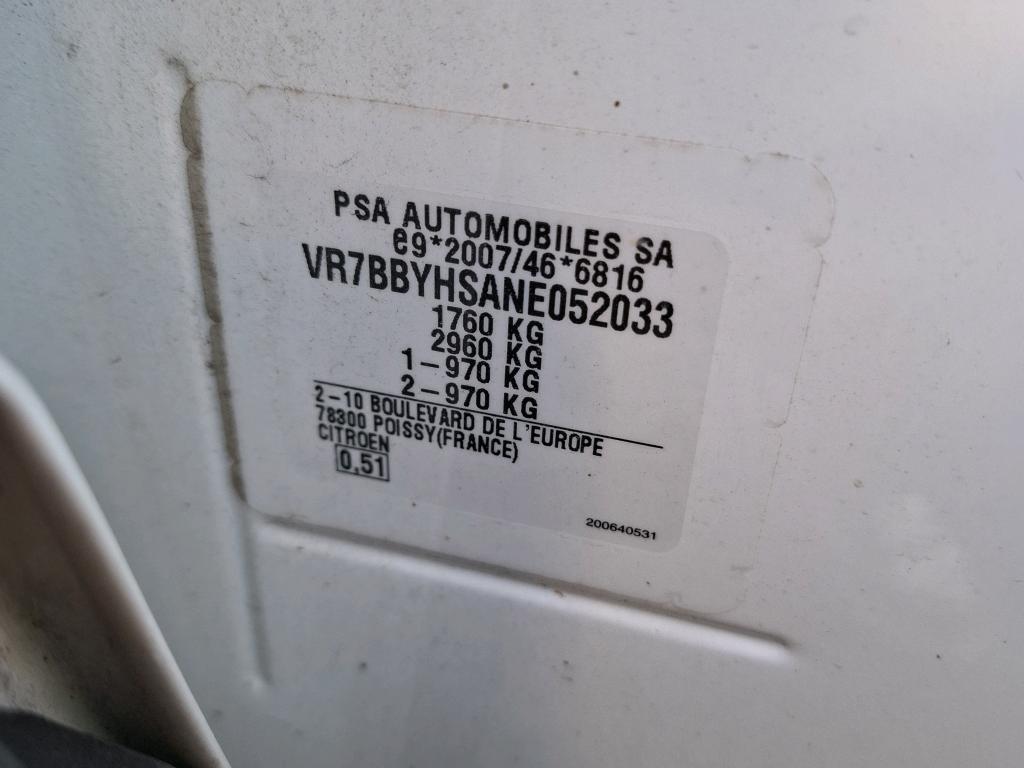 PSA AUTOMOBILES SA
e9*2007/46*6816
VR7BBYHSANE052033
1760 KG
2960 KG
1-970 KG
2-970 KG
2-10 BOULEVARD DE L'EUROPE
78300 POISSY(FRANCE)
CITROEN
0.51
200640531